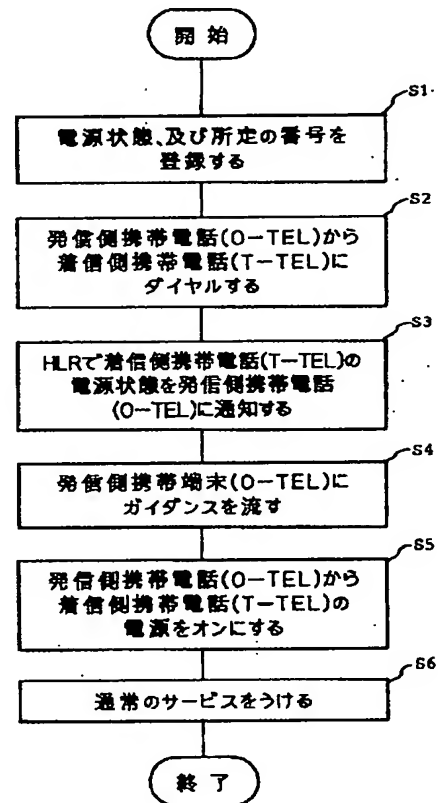 開始
S1
電源状態、及び所定の番号を
登録する
S2
発信側携帯電話(O-TEL)から
着信側携帯電話(T-TEL)に
ダイヤルする
S3
HLRで着信側携帯電話(T-TEL)の
電源状態を発信側携帯電話
(O-TEL)に通知する
S4
発信側携帯端末(O-TEL)に
ガイダンスを流す
S5
発信側携帯電話(O-TEL)から
着信側携帯電話(T-TEL)の
電源をオンにする
S6
通常のサービスをうける
終了